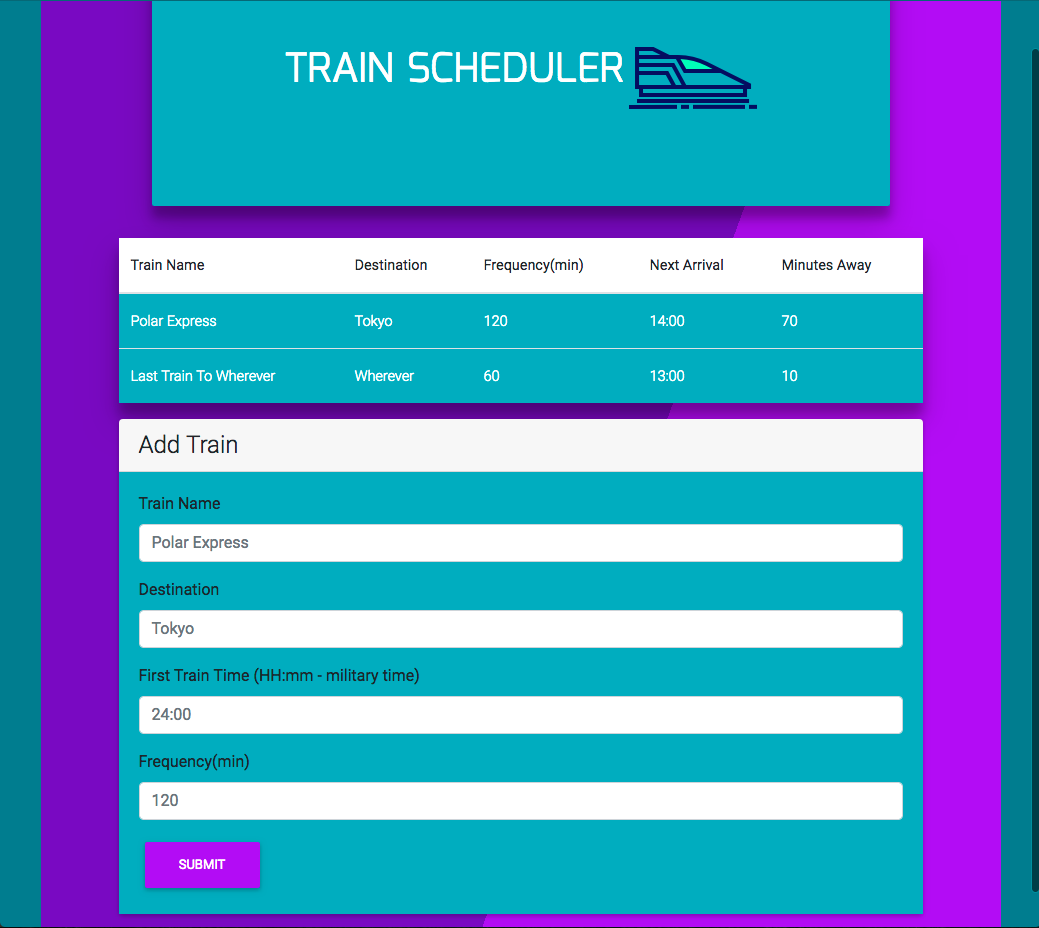 TRAIN SCHEDULER
Train Name Destination Frequency(min) Next Arrival Minutes Away
Polar Express Tokyo 120 14:00 70
Last Train To Wherever Wherever 60 13:00 10
Add Train
Train Name
Polar Express
Destination
Tokyo
First Train Time (HH:mm - military time)
24:00
Frequency(min)
120
SUBMIT